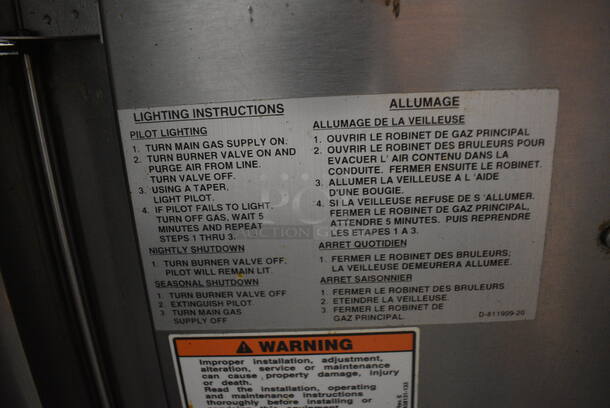 LIGHTING INSTRUCTIONS
PILOT LIGHTING
1. TURN MAIN GAS SUPPLY ON.
2. TURN BURNER VALVE ON AND
PURGE AIR FROM LINE.
TURN VALVE OFF.
3. USING A TAPER,
LIGHT PILOT.
4. IF PILOT FAILS TO LIGHT.
TURN OFF GAS, WAIT 5
MINUTES AND REPEAT
STEPS 1 THRU 3.
NIGHTLY SHUTDOWN
1. TURN BURNER VALVE OFF.
PILOT WILL REMAIN LIT.
SEASONAL SHUTDOWN
1. TURN BURNER VALVE OFF
2. EXTINGUISH PILOT.
3. TURN MAIN GAS
SUPPLY OFF
ALLUMAGE
ALLUMAGE DE LA VEILLEUSE
1. OUVRIR LE ROBINET DE GAZ PRINCIPAL
2. OUVRIR LE ROBINET DES BRULEURS POUR
EVACUER L' AIR CONTENU DANS LA
CONDUITE. FERMER ENSUITE LE ROBINET.
3. ALLUMER LA VEILLEUSE A L 'AIDE
D'UNE BOUGIE.
4. SI LA VEILLEUSE REFUSE DE S 'ALLUMER.
FERMER LE ROBINET DE GAZ PRINCIPAL,
ATTENDRE 5 MINUTES. PUIS REPRENDRE
LES ETAPES 1 A 3.
ARRET QUOTIDIEN
1. FERMER LE ROBINET DES BRULEURS;
LA VEILLEUSE DEMEURERA ALLUMEE.
ARRET SAISONNIER
1. FERMER LE ROBINET DES BRULEURS
2. ETEINDRE LA VEILLEUSE.
3. FERMER LE ROBINET DE
GAZ PRINCIPAL.
D-811909-20
WARNING
Improper installation, adjustment,
alteration, service or maintenance
can cause property damage, injury
or death.
Read the installation, operating
and maintenance instructions
thoroughly before installing or